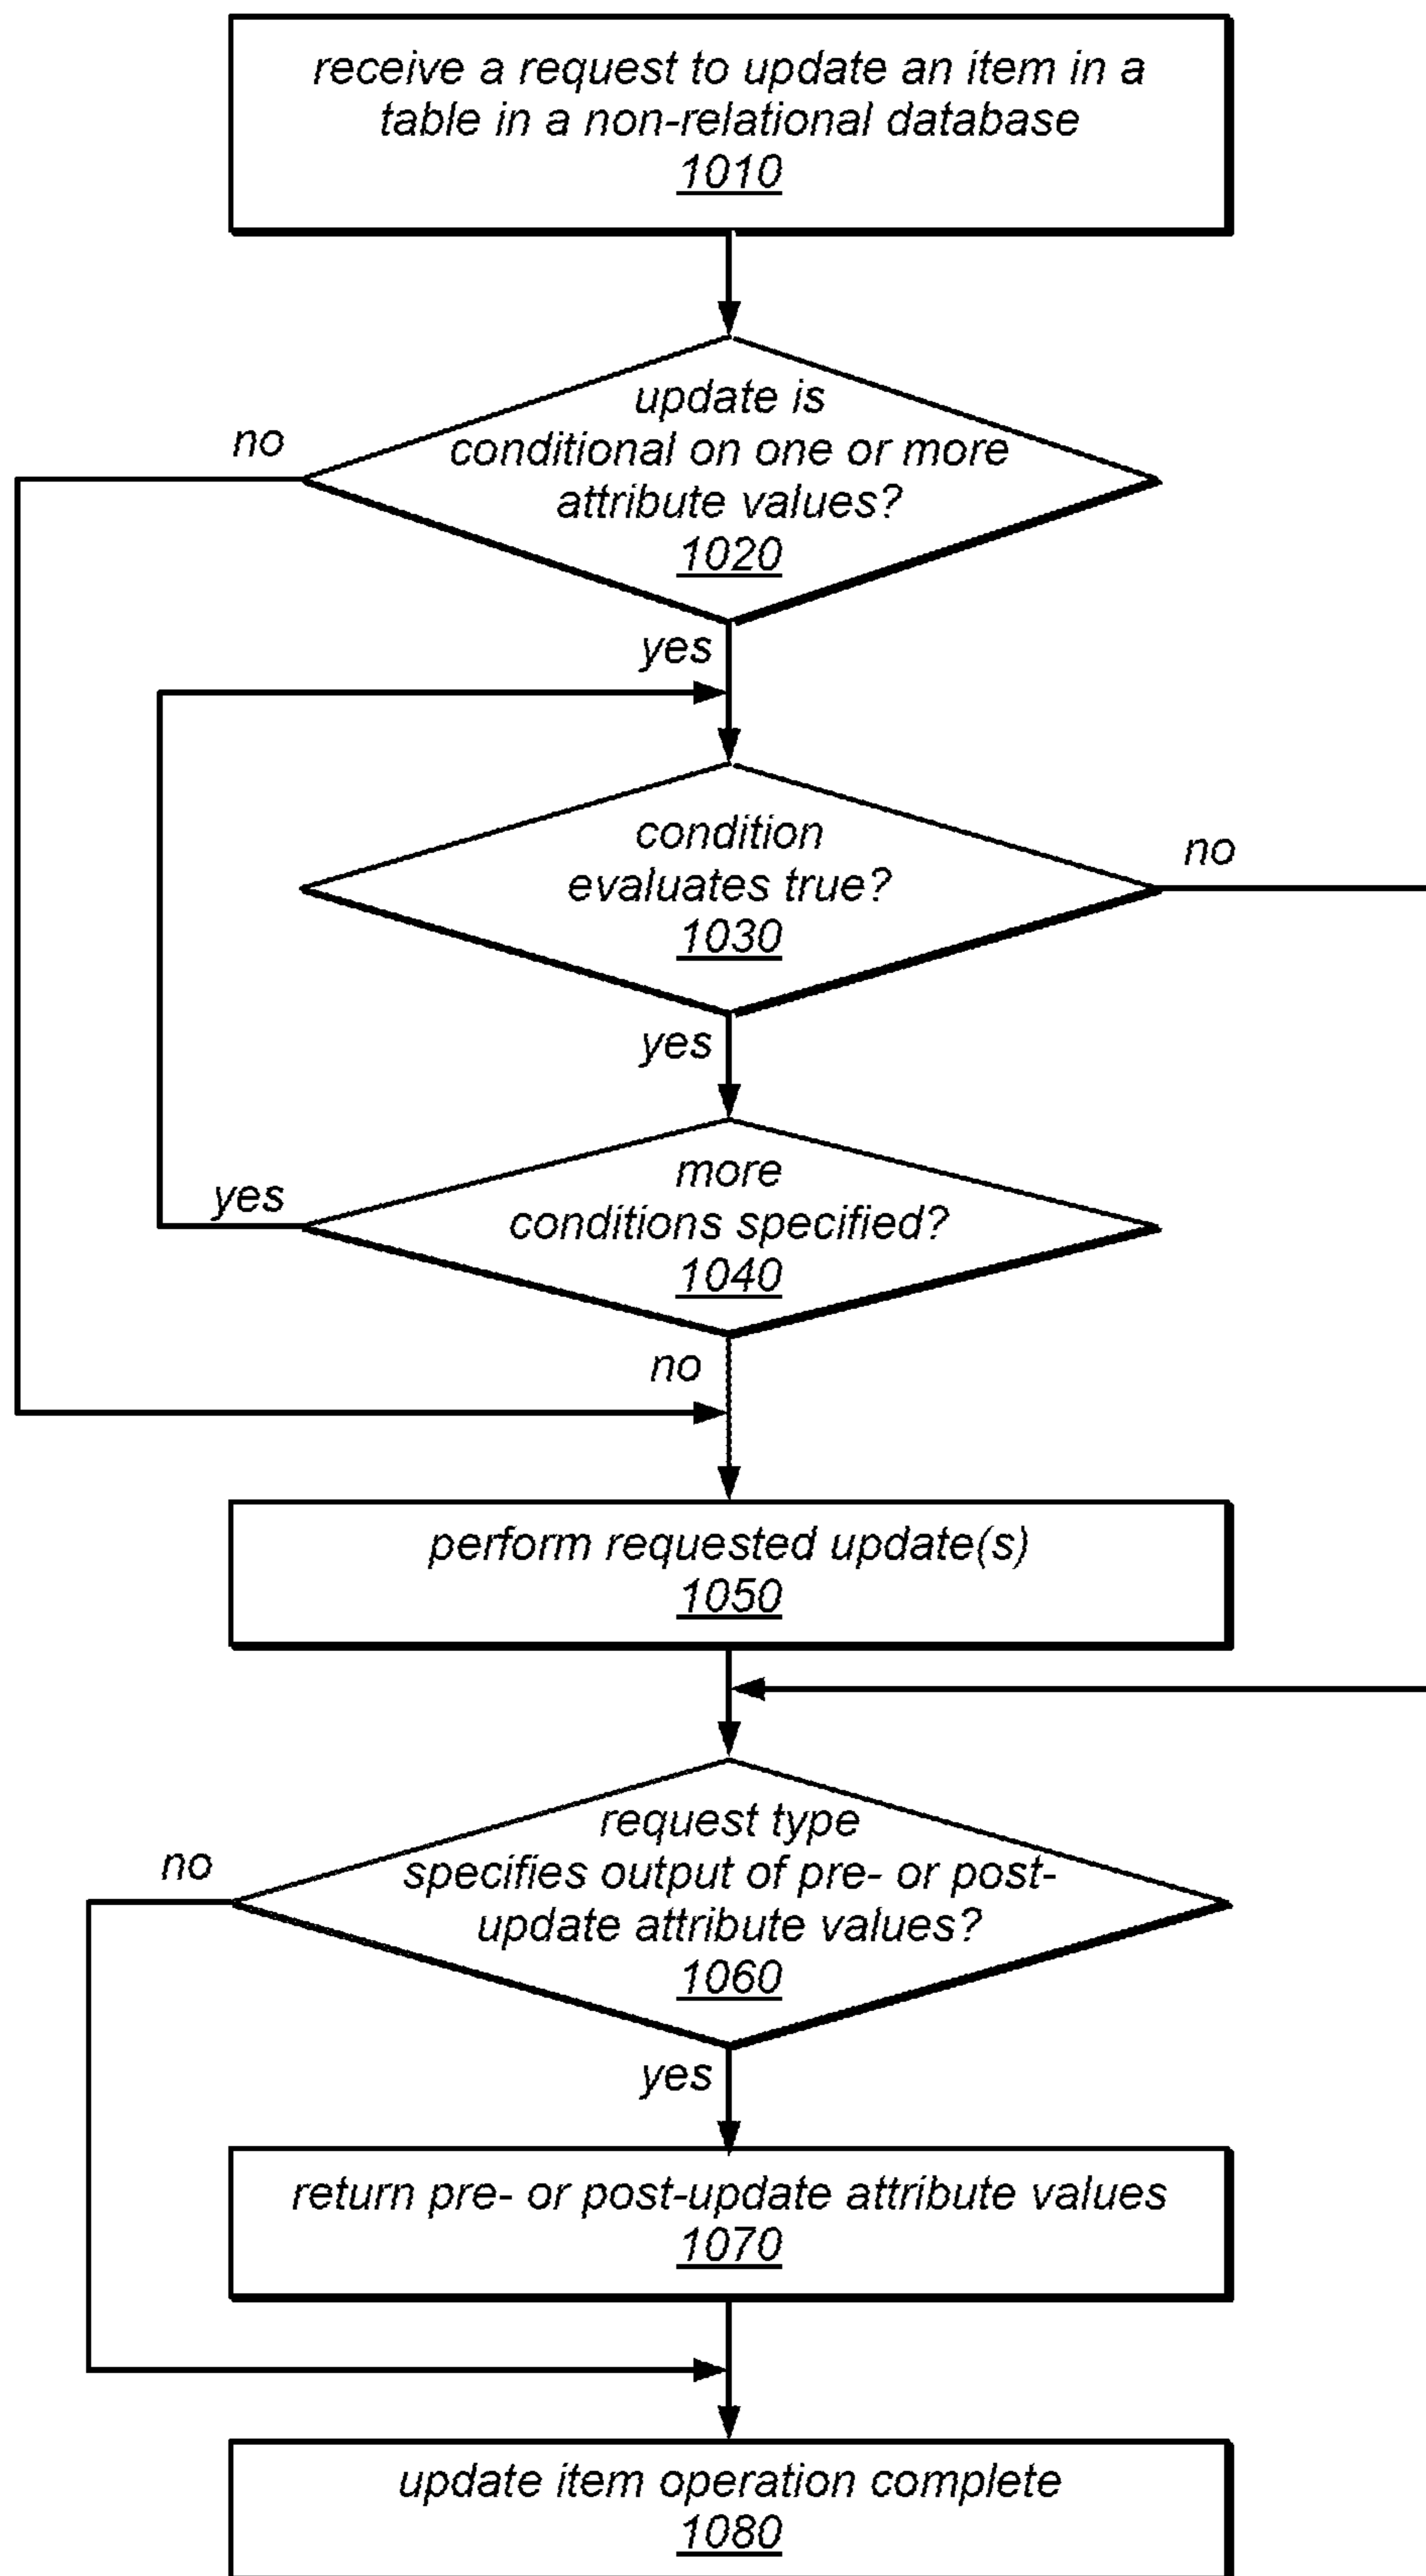 receive a request to update an item in a
table in a non-relational database
1010
update is
conditional on one or more
attribute values?
1020
no
yes
condition
evaluates true?
1030
no
yes
more
conditions specified?
1040
yes
no
perform requested update(s)
1050
request type
specifies output of pre- or post-
update attribute values?
1060
no
yes
return pre- or post-update attribute values
1070
update item operation complete
1080